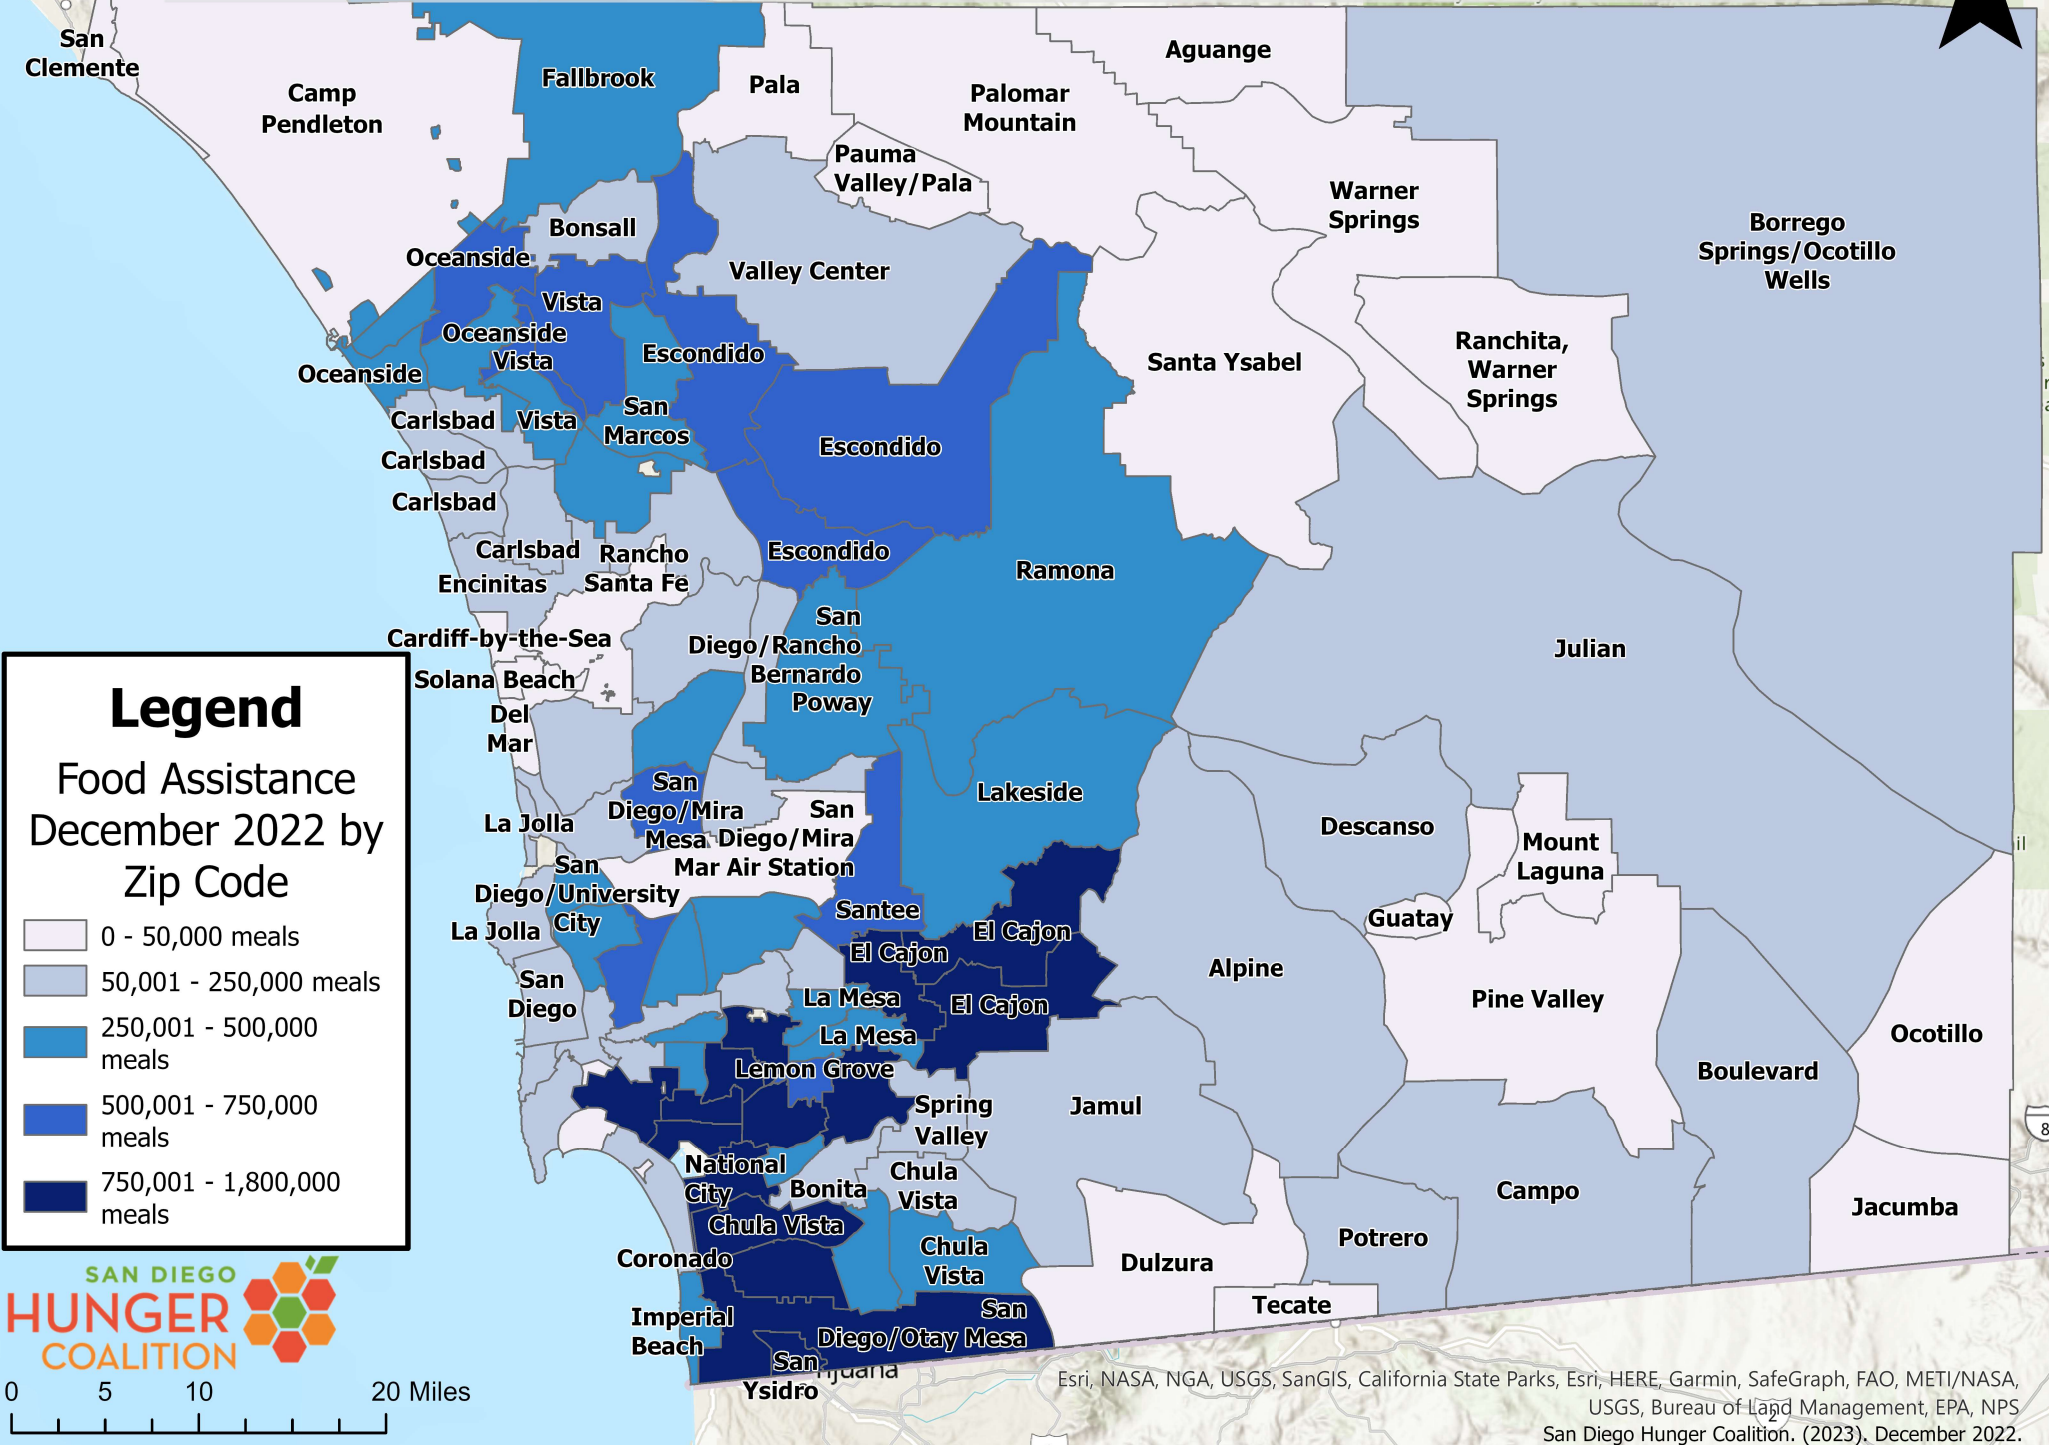 San
Clemente
Camp
Pendleton
Fallbrook
Pala
Palomar
Mountain
Aguange
Pauma
Valley/Pala
Warner
Springs
Borrego
Springs/Ocotillo
Wells
Bonsall
Oceanside
Valley Center
Vista
Oceanside
Vista
Escondido
Ranchita,
Warner
Springs
Santa Ysabel
Oceanside
Carlsbad
Vista
San
Marcos
Escondido
Carlsbad
Carlsbad
Carlsbad
Rancho
Santa Fe
Escondido
Ramona
Encinitas
San
Diego/Rancho
Bernardo
Poway
Julian
Cardiff-by-the-Sea
Solana Beach
Del
Mar
San
Diego/Mira
Mesa
Lakeside
San
Diego/Mira
Mar Air Station
La Jolla
Descanso
Mount
Laguna
San
Diego/University
City
La Jolla
Santee
El Cajon
El Cajon
Guatay
Alpine
Pine Valley
San
Diego
La Mesa
El Cajon
La Mesa
Ocotillo
Lemon Grove
Boulevard
Spring
Valley
Jamul
National
City
Bonita
Chula
Vista
Campo
Jacumba
Chula Vista
Coronado
Chula
Vista
Dulzura
Potrero
Imperial
Beach
San
Diego/Otay Mesa
Tecate
San
Ysidro
Legend
Food Assistance
December 2022 by
Zip Code
0 - 50,000 meals
50,001 - 250,000 meals
250,001 - 500,000
meals
500,001 - 750,000
meals
750,001 - 1,800,000
meals
SAN DIEGO
HUNGER
COALITION
0 5 10 20 Miles
8
2
Esri, NASA, NGA, USGS, SanGIS, California State Parks, Esri, HERE, Garmin, SafeGraph, FAO, METI/NASA,
USGS, Bureau of Land Management, EPA, NPS
San Diego Hunger Coalition. (2023). December 2022.